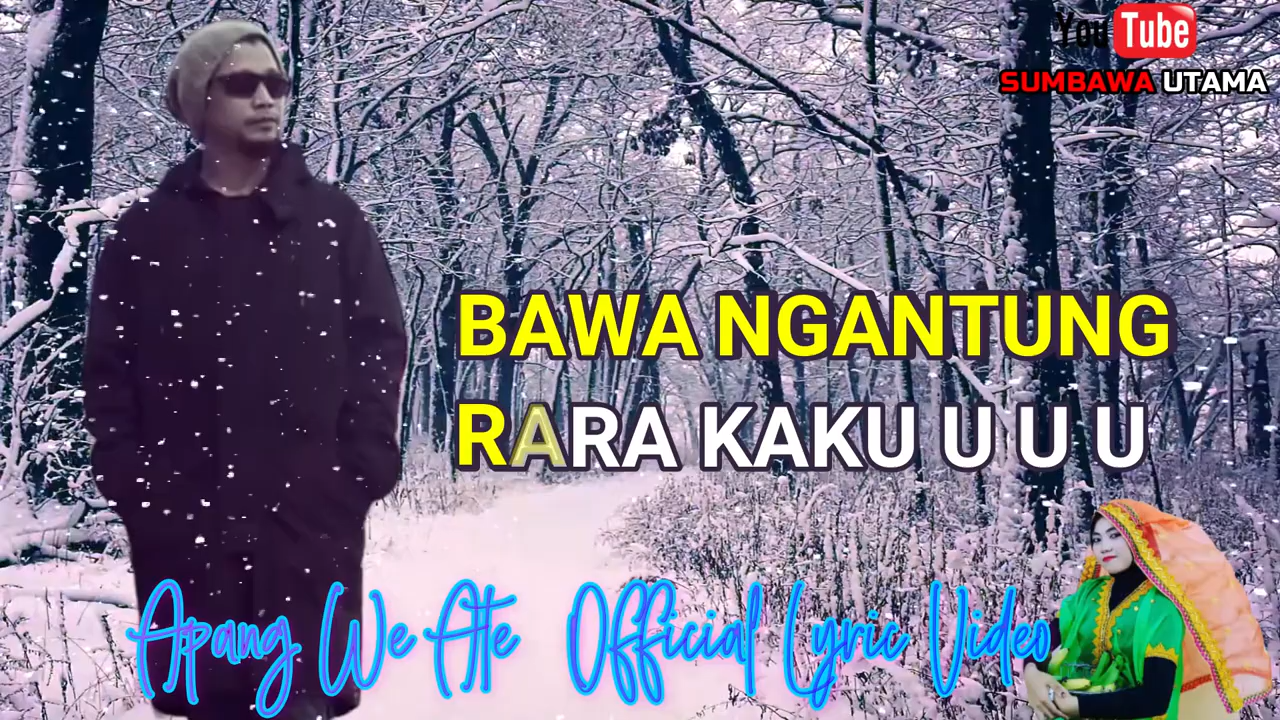 YouTube
SUMBAWA UTAMA
BAWA NGANTUNG
RARA KAKU U U U
Apang We Ate Official Lyric Video